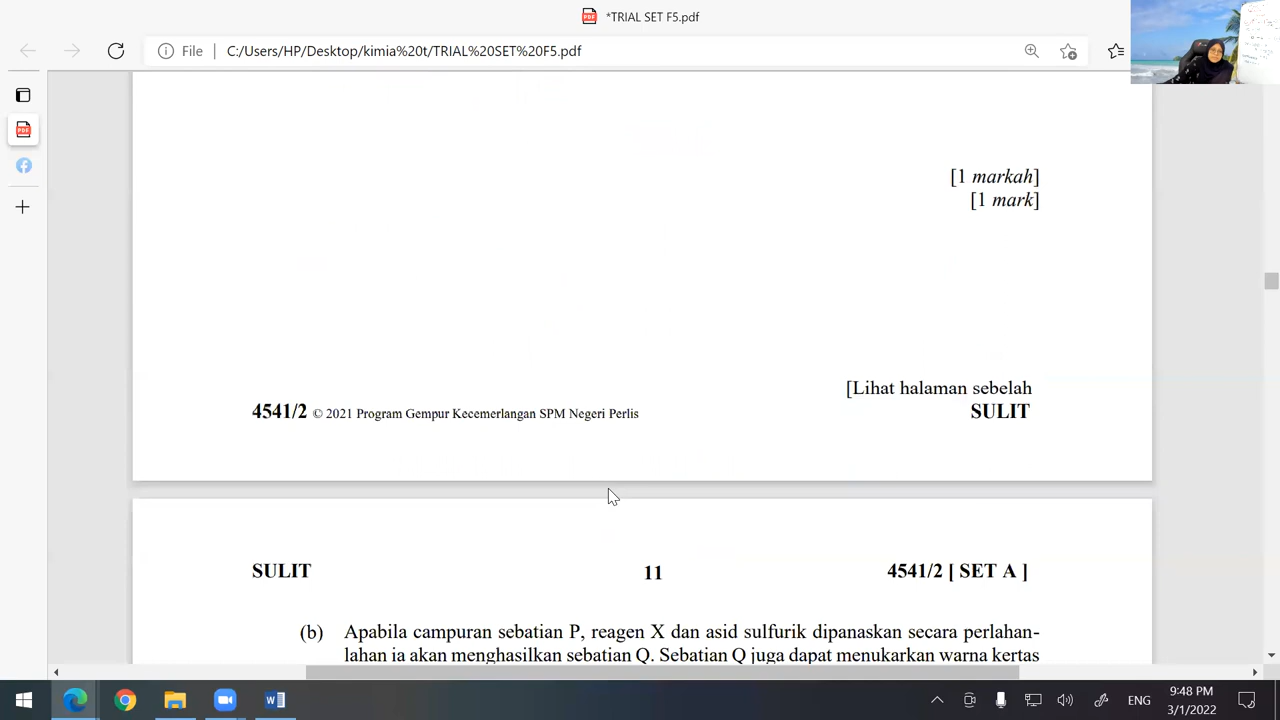 *TRIAL SET F5.pdf
File C:/Users/HP/Desktop/kimia%20t/TRIAL%20SET%20F5.pdf
[1 markah]
[1 mark]
[Lihat halaman sebelah
4541/2 © 2021 Program Gempur Kecemerlangan SPM Negeri Perlis SULIT
SULIT 11 4541/2 [ SET A ]
(b) Apabila campuran sebatian P, reagen X dan asid sulfurik dipanaskan secara perlahan-
lahan ia akan menghasilkan sebatian Q. Sebatian Q juga dapat menukarkan warna kertas
ENG
9:48 PM
3/1/2022